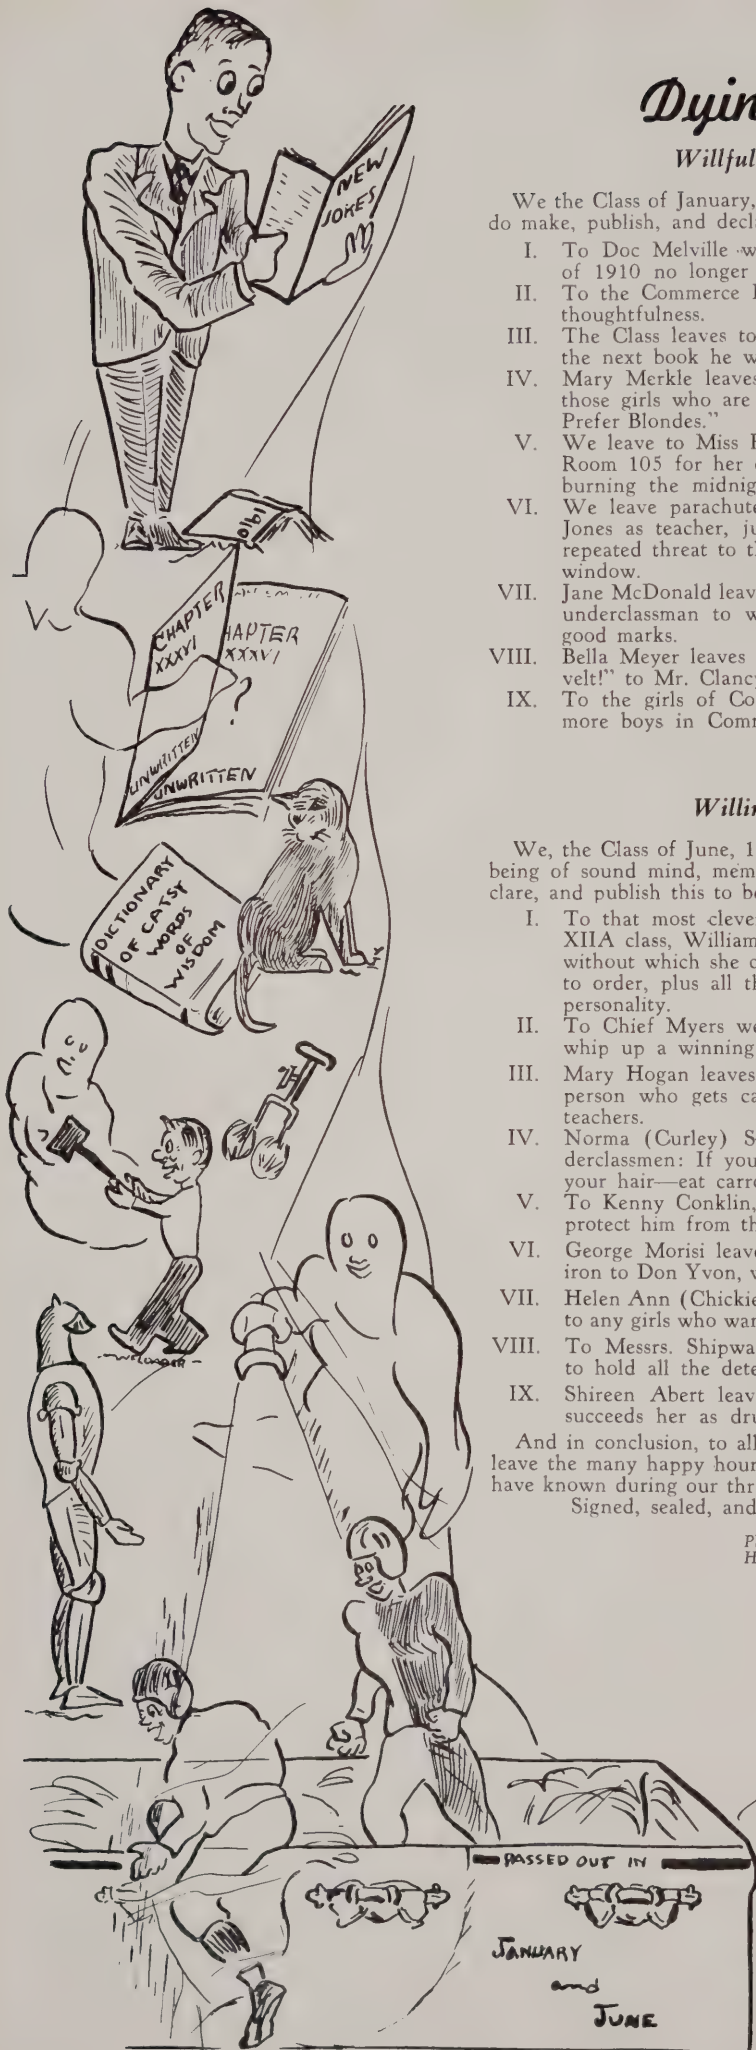 NEW
JOKES
1910
CHAPTER
XXXVI
HAPTER
XXXVI
?
UNWRITTEN
UNWRITTEN
DICTIONARY
OF CATSY
WORDS
OF
WISDOM
PASSED OUT IN
JANUARY
and
JUNE
Dyin
Willful
We the Class of January,
do make, publish, and decl
I. To Doc Melville w
of 1910 no longer
II. To the Commerce
thoughtfulness.
III. The Class leaves to
the next book he w
IV. Mary Merkle leaves
those girls who are
Prefer Blondes."
V. We leave to Miss
Room 105 for her
burning the midnig
VI. We leave parachute
Jones as teacher, ju
repeated threat to t
window.
VII. Jane McDonald leav
underclassman to w
good marks.
VIII. Bella Meyer leaves
velt!" to Mr. Clanc
IX. To the girls of Co
more boys in Comm
Willin
We, the Class of June, 1
being of sound mind, mem
clare, and publish this to b
I. To that most clever
XIIA class, William
without which she c
to order, plus all th
personality.
II. To Chief Myers we
whip up a winning
III. Mary Hogan leaves
person who gets ca
teachers.
IV. Norma (Curley) S
derclassmen: If you
your hair—eat carr
V. To Kenny Conklin,
protect him from th
VI. George Morisi leav
iron to Don Yvon, v
VII. Helen Ann (Chickie
to any girls who wan
VIII. To Messrs. Shipwa
to hold all the dete
IX. Shireen Abert leav
succeeds her as dru
And in conclusion, to all
leave the many happy hour
have known during our thr
Signed, sealed, and
P
H